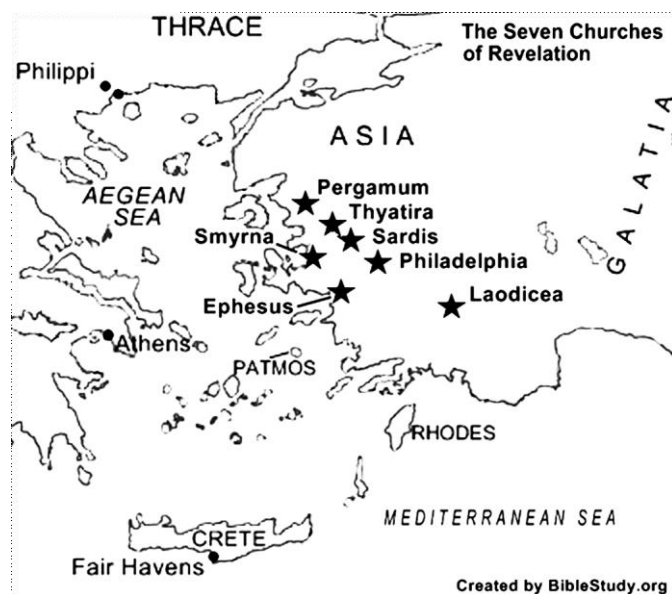 THRACE
The Seven Churches
of Revelation
Philippi
ASIA
GALATIA
AEGEAN
SEA
Pergamum
Thyatira
Smyrna
Sardis
Philadelphia
Ephesus
Laodicea
Athens
PATMOS
RHODES
MEDITERRANEAN SEA
CRETE
Fair Havens
Created by BibleStudy.org